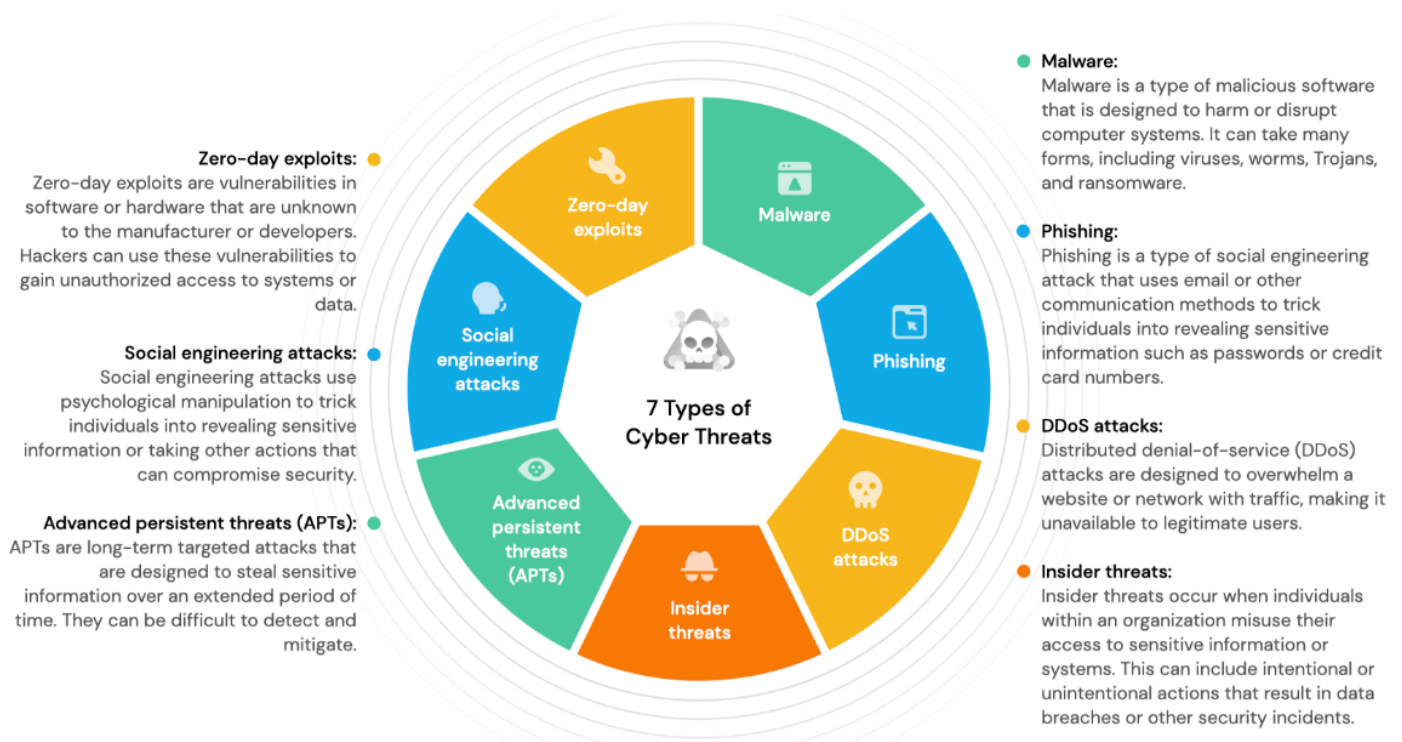 Zero-day exploits:
Zero-day exploits are vulnerabilities in
software or hardware that are unknown
to the manufacturer or developers.
Hackers can use these vulnerabilities to
gain unauthorized access to systems or
data.
Social engineering attacks:
Social engineering attacks use
psychological manipulation to trick
individuals into revealing sensitive
information or taking other actions that
can compromise security.
Advanced persistent threats (APTs):
APTs are long-term targeted attacks that
are designed to steal sensitive
information over an extended period of
time. They can be difficult to detect and
mitigate.
Zero-day
exploits
Malware
Social
engineering
attacks
Phishing
7 Types of
Cyber Threats
Advanced
persistent
threats
(APTs)
DDoS
attacks
Insider
threats
Malware:
Malware is a type of malicious software
that is designed to harm or disrupt
computer systems. It can take many
forms, including viruses, worms, Trojans,
and ransomware.
Phishing:
Phishing is a type of social engineering
attack that uses email or other
communication methods to trick
individuals into revealing sensitive
information such as passwords or credit
card numbers.
DDoS attacks:
Distributed denial-of-service (DDoS)
attacks are designed to overwhelm a
website or network with traffic, making it
unavailable to legitimate users.
Insider threats:
Insider threats occur when individuals
within an organization misuse their
access to sensitive information or
systems. This can include intentional or
unintentional actions that result in data
breaches or other security incidents.